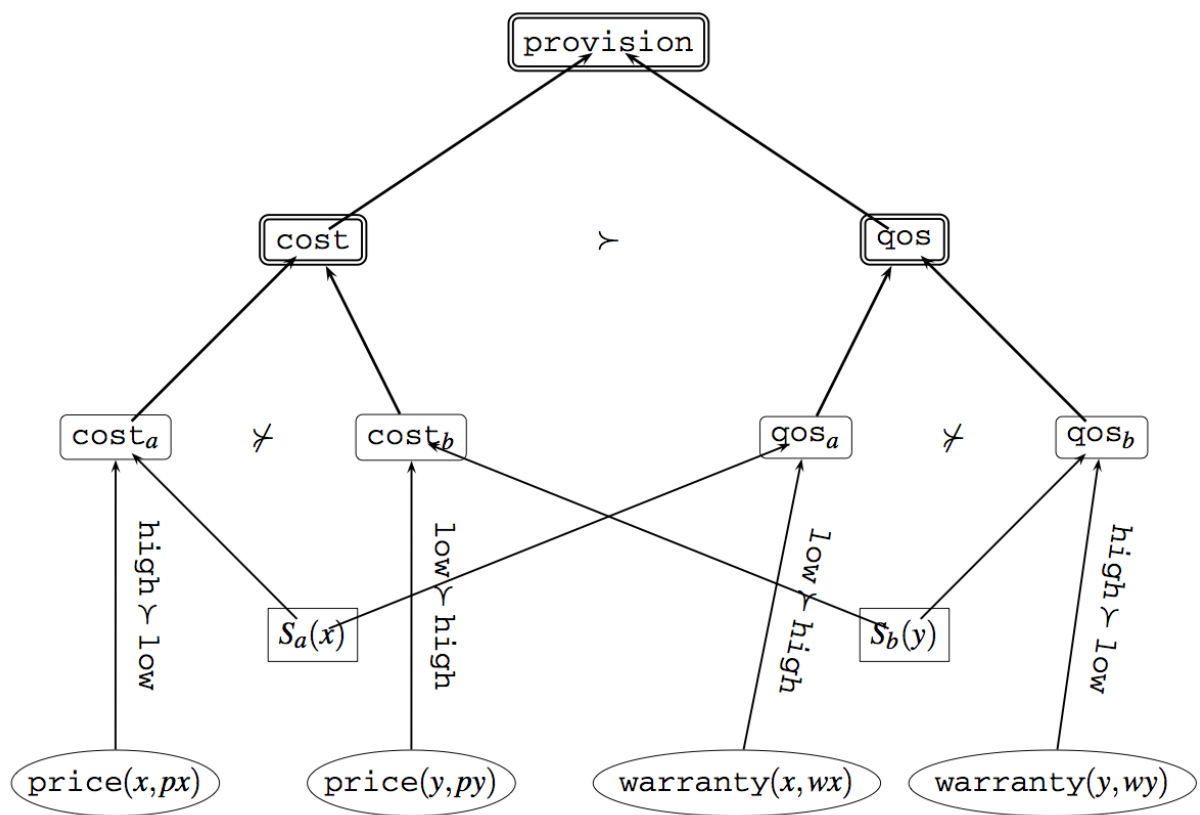 provision
cost ≻ qos
cost_a ⊁ cost_b qos_a ⊁ qos_b
high ≻ low
low ≻ high
low ≻ high
high ≻ low
S_a(x) S_b(y)
price(x, px) price(y, py) warranty(x, wx) warranty(y, wy)